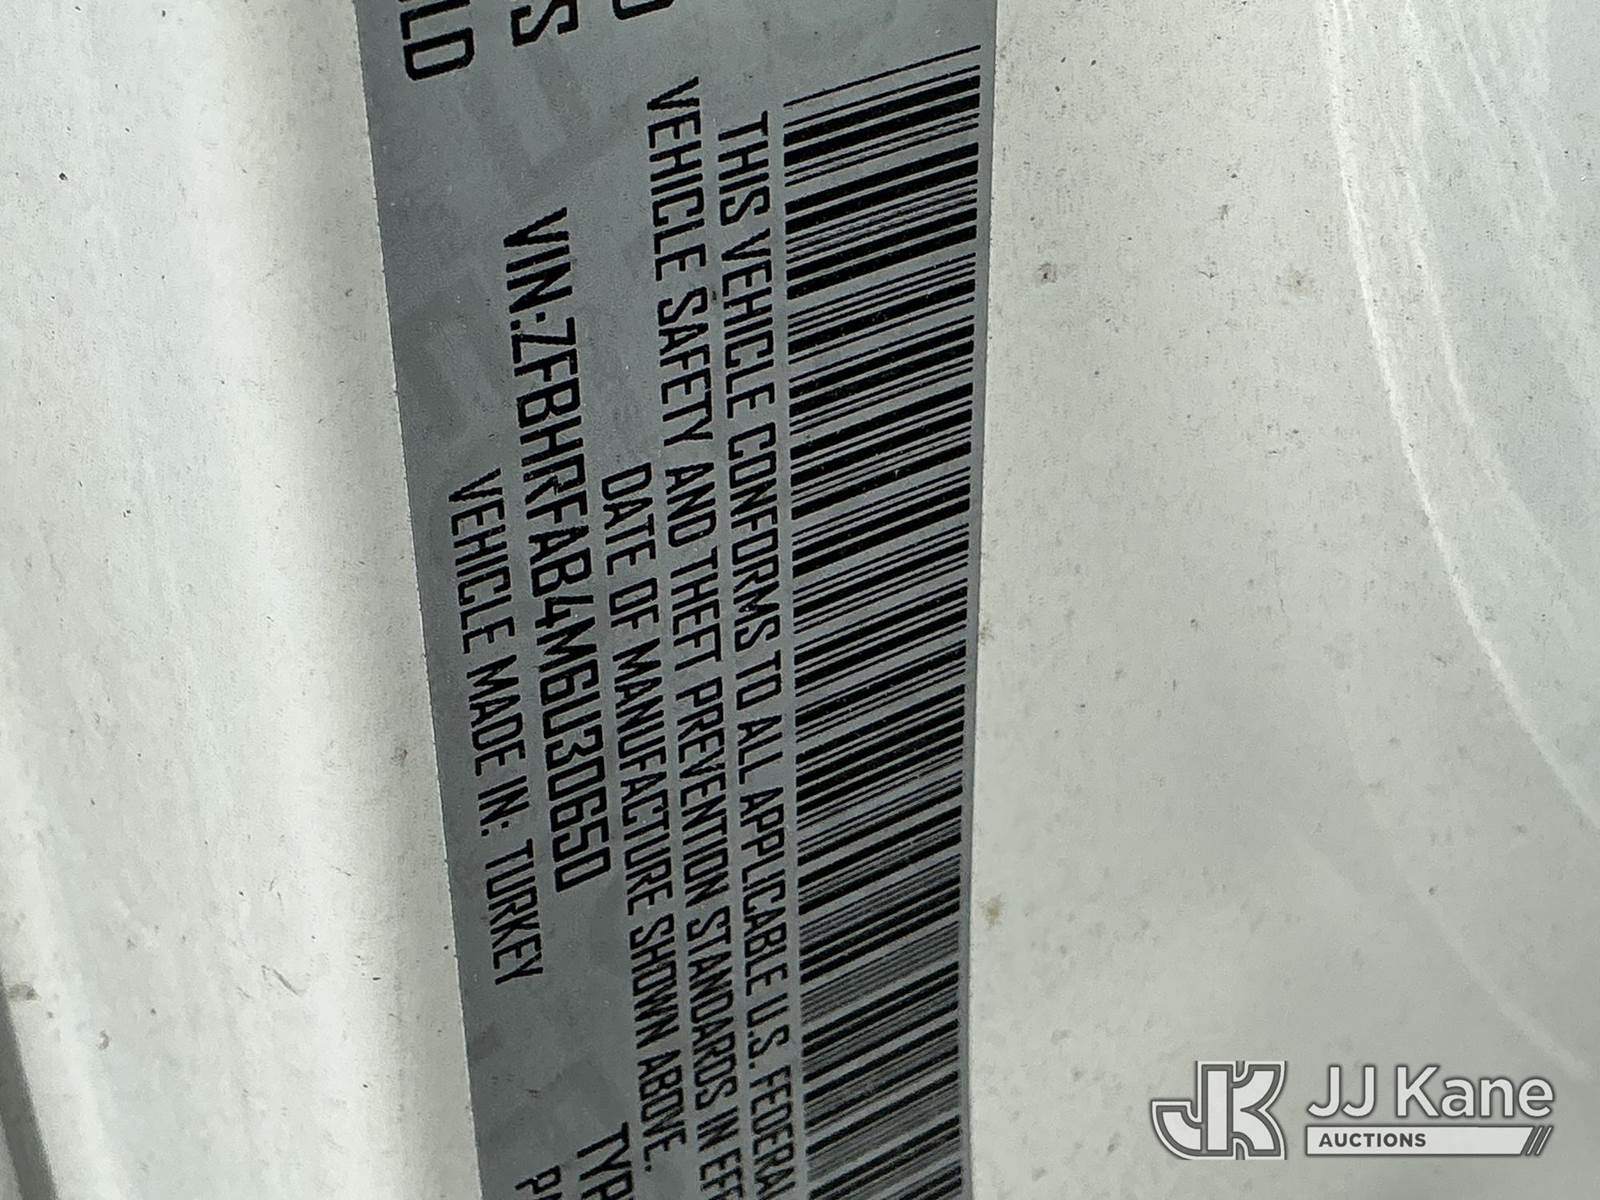 THIS VEHICLE CONFORMS TO ALL APPLICABLE U.S. FEDERAL
VEHICLE SAFETY AND THEFT PREVENTION STANDARDS IN EFF
DATE OF MANUFACTURE SHOWN ABOVE.
VIN:ZFBHRFAB4M6U30650
VEHICLE MADE IN: TURKEY
JJ Kane
AUCTIONS